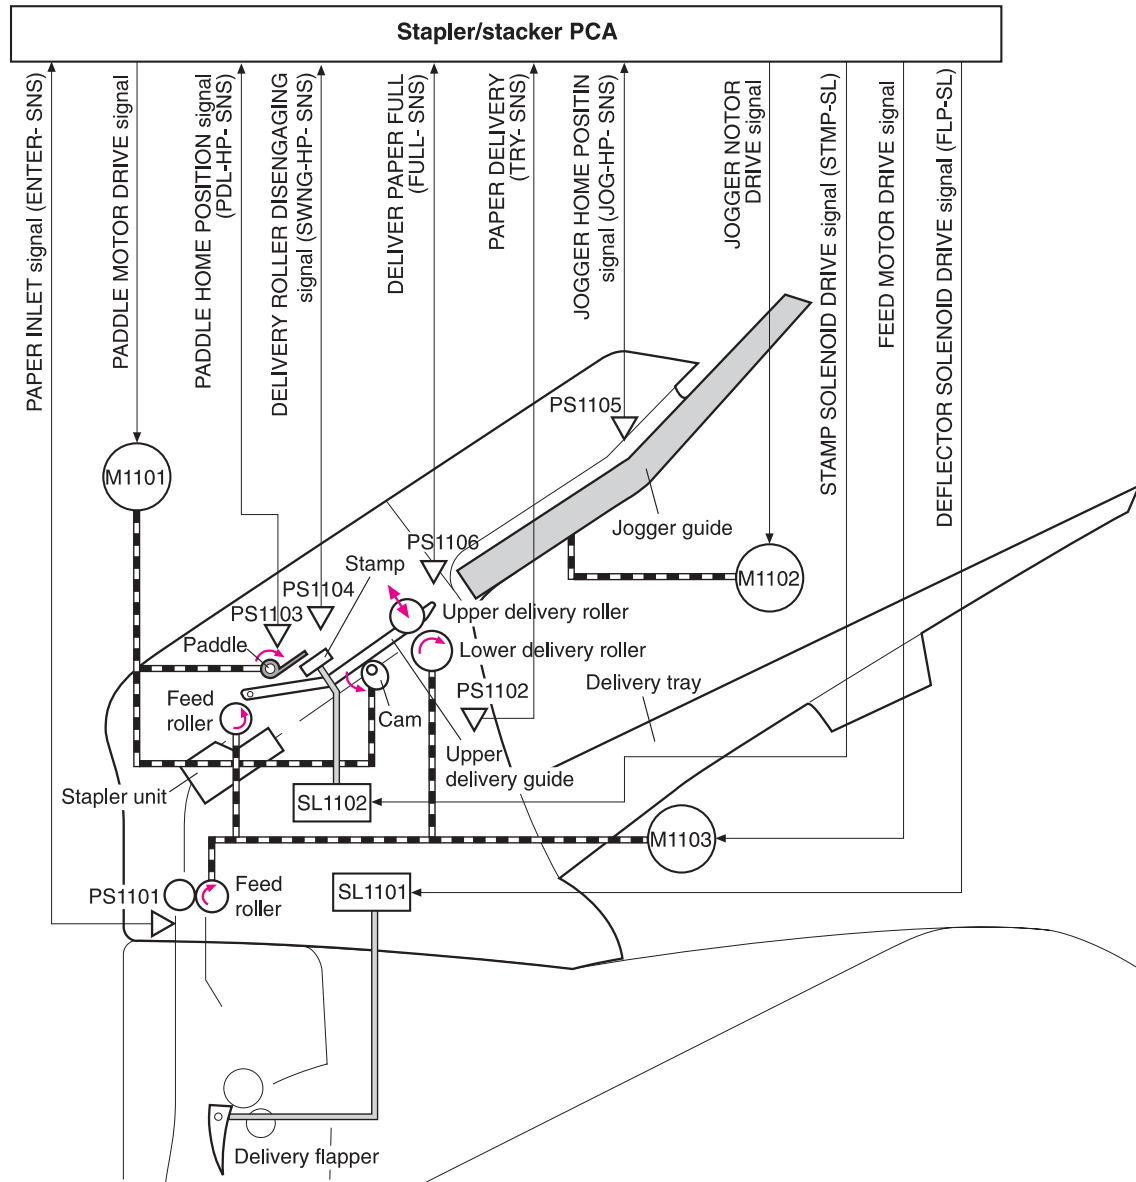 Stapler/stacker PCA
PAPER INLET signal (ENTER- SNS)
PADDLE MOTOR DRIVE signal
PADDLE HOME POSITION signal
(PDL-HP- SNS)
DELIVERY ROLLER DISENGAGING
signal (SWNG-HP- SNS)
DELIVER PAPER FULL
(FULL- SNS)
PAPER DELIVERY
(TRY- SNS)
JOGGER HOME POSITIN
signal (JOG-HP- SNS)
JOGGER NOTOR
DRIVE signal
STAMP SOLENOID DRIVE signal (STMP-SL)
FEED MOTOR DRIVE signal
DEFLECTOR SOLENOID DRIVE signal (FLP-SL)
PS1105
M1101
Jogger guide
PS1106
Stamp
M1102
PS1104
PS1103
Upper delivery roller
Paddle
Lower delivery roller
PS1102
Delivery tray
Feed
roller
Cam
Upper
delivery guide
Stapler unit
SL1102
M1103
PS1101
Feed
roller
SL1101
Delivery flapper